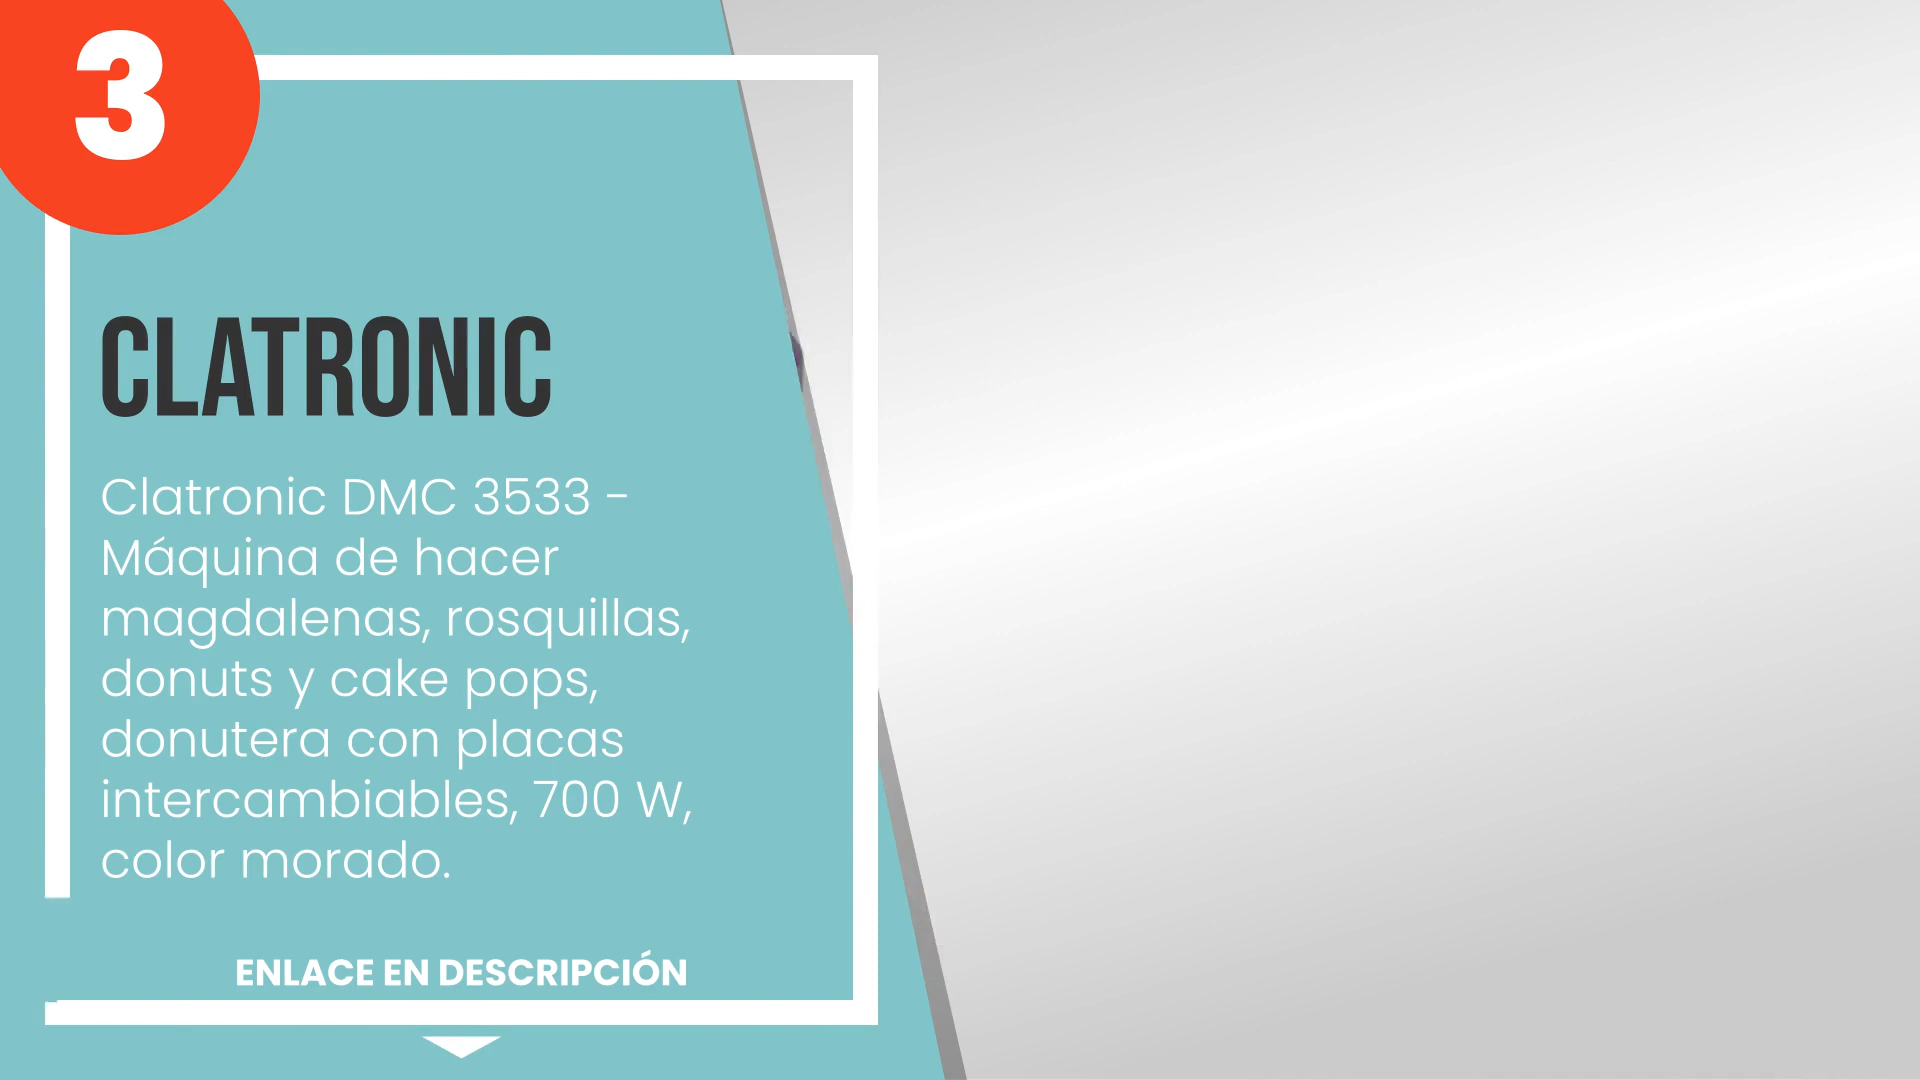 3
CLATRONIC
Clatronic DMC 3533 -
Máquina de hacer
magdalenas, rosquillas,
donuts y cake pops,
donutera con placas
intercambiables, 700 W,
color morado.
ENLACE EN DESCRIPCIÓN